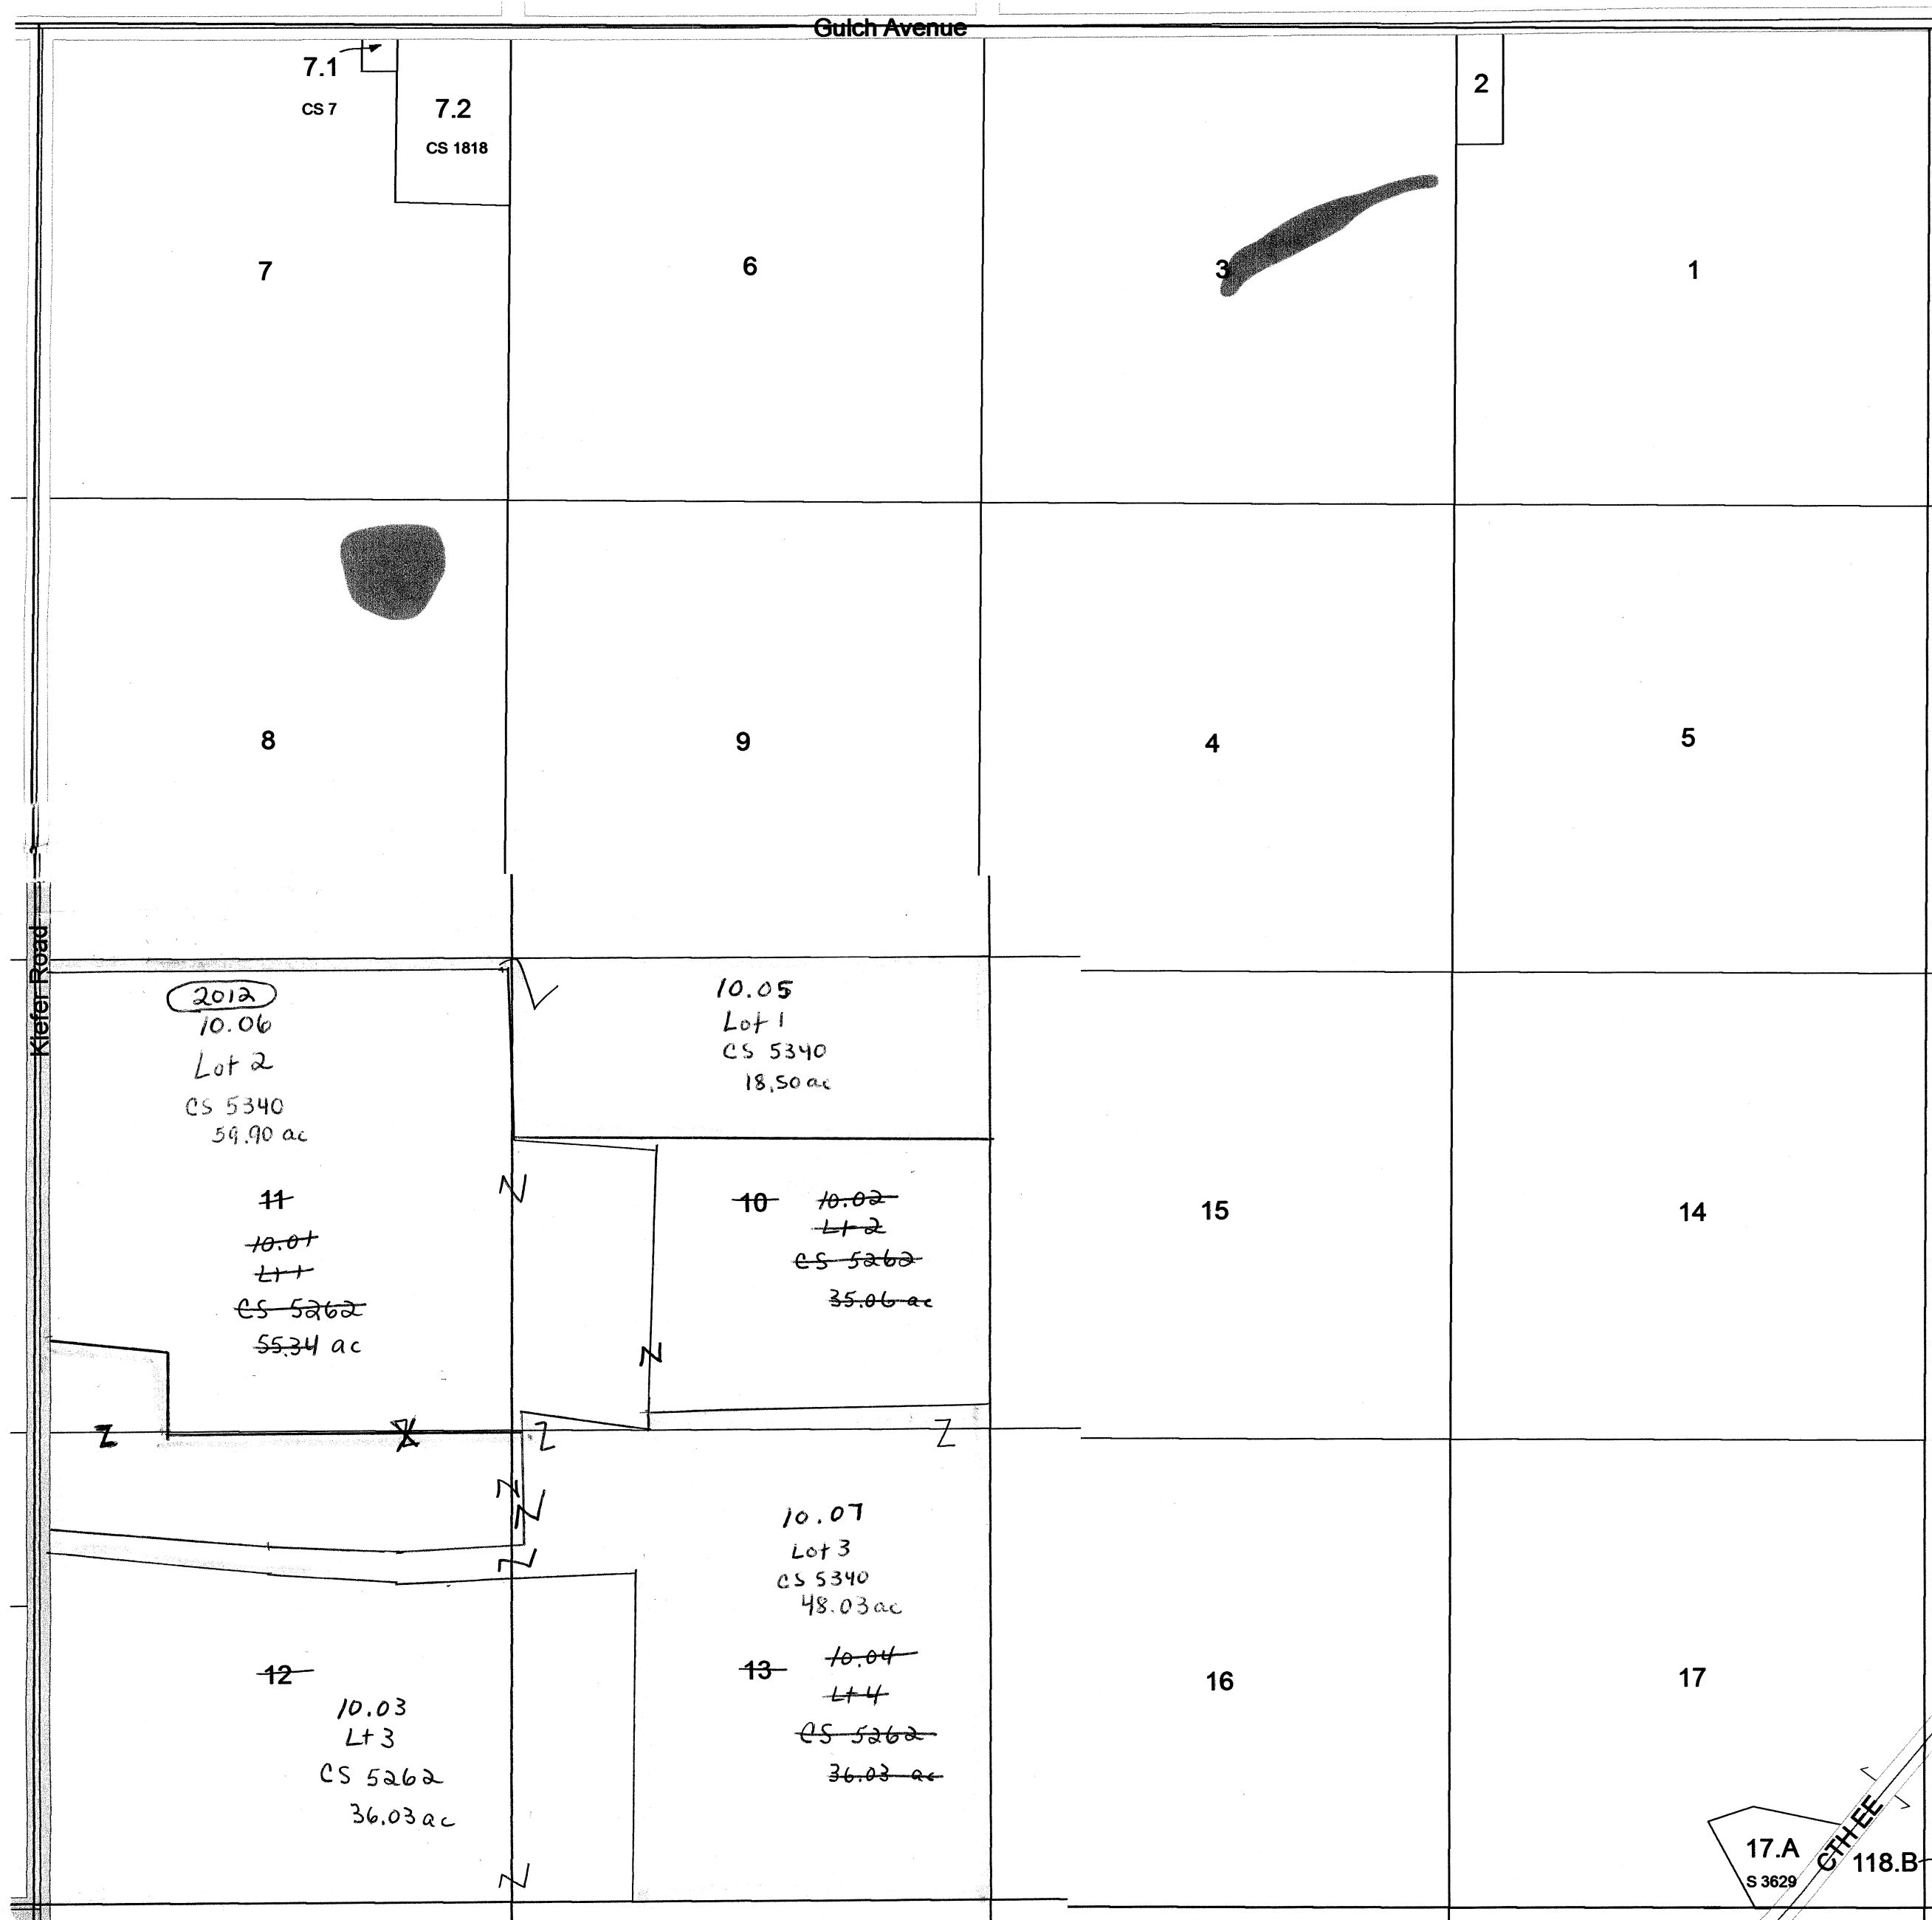 Gulch Avenue
7.1
CS 7
7.2
CS 1818
2
7
6
3
1
8
9
4
5
Kiefer Road
2012
10.06
Lot 2
CS 5340
59.90 ac
10.05
Lot 1
CS 5340
18.50 ac
11
10.01
Lt 1
CS 5262
55.34 ac
10
10.02
Lt 2
CS 5262
35.06 ac
15
14
10.07
Lot 3
CS 5340
48.03 ac
12
10.03
Lt 3
CS 5262
36.03 ac
13
10.04
Lt 4
CS 5262
36.03 ac
16
17
17.A
S 3629
CTH EE
118.B